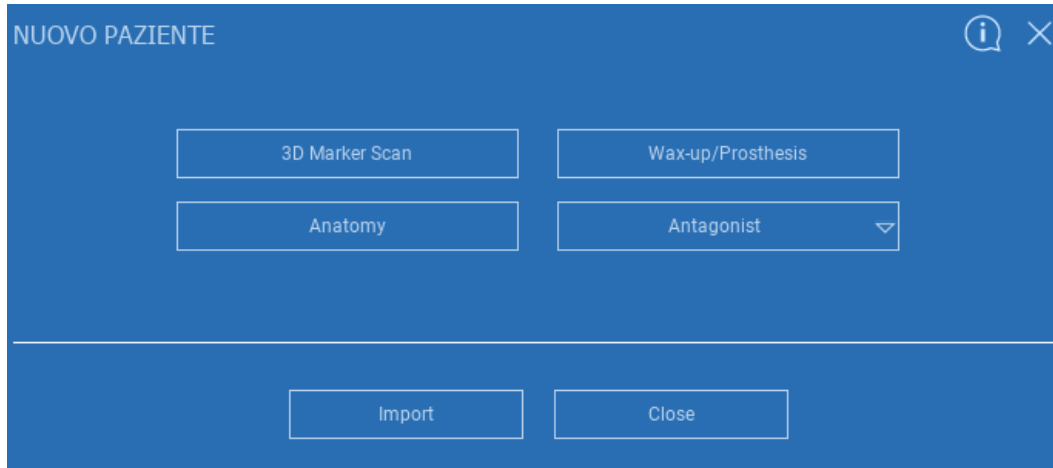 NUOVO PAZIENTE
3D Marker Scan
Wax-up/Prosthesis
Anatomy
Antagonist
Import
Close